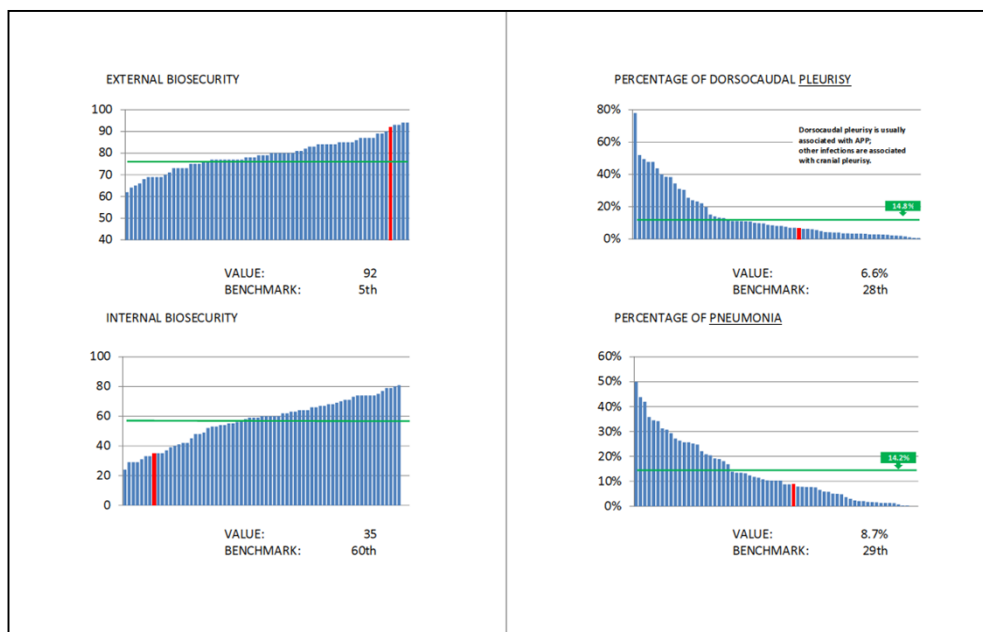 EXTERNAL BIOSECURITY
100
90
80
70
60
50
40
VALUE: 92
BENCHMARK: 5th
INTERNAL BIOSECURITY
100
80
60
40
20
0
VALUE: 35
BENCHMARK: 60th
PERCENTAGE OF DORSOCAUDAL PLEURISY
80%
60%
40%
20%
0%
Dorsocaudal pleurisy is usually
associated with APP;
other infections are associated
with cranial pleurisy.
14.8%
VALUE: 6.6%
BENCHMARK: 28th
PERCENTAGE OF PNEUMONIA
60%
50%
40%
30%
20%
10%
0%
14.2%
VALUE: 8.7%
BENCHMARK: 29th